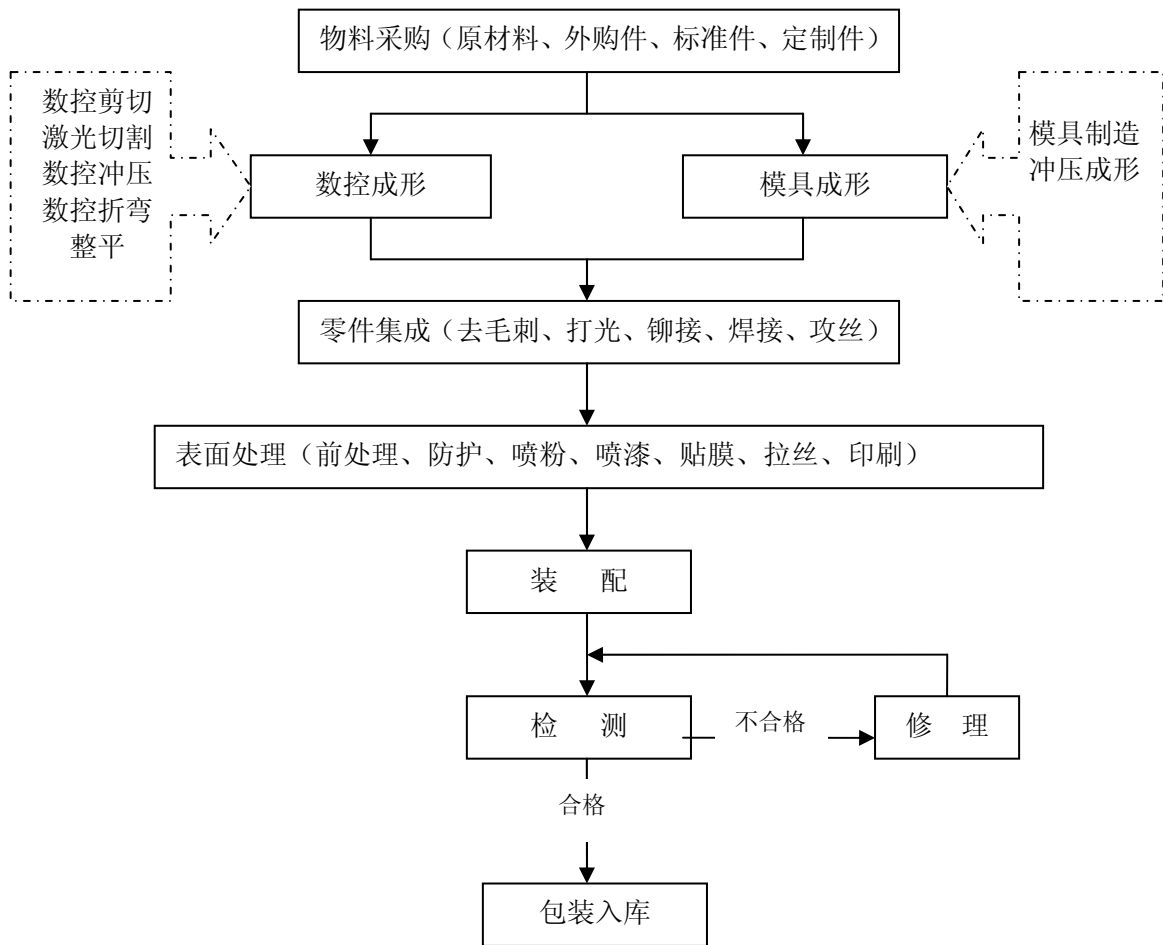 物料采购（原材料、外购件、标准件、定制件）
数控剪切
激光切割
数控冲压
数控折弯
整平
模具制造
冲压成形
数控成形
模具成形
零件集成（去毛刺、打光、铆接、焊接、攻丝）
表面处理（前处理、防护、喷粉、喷漆、贴膜、拉丝、印刷）
装 配
检 测
不合格
修 理
合格
包装入库